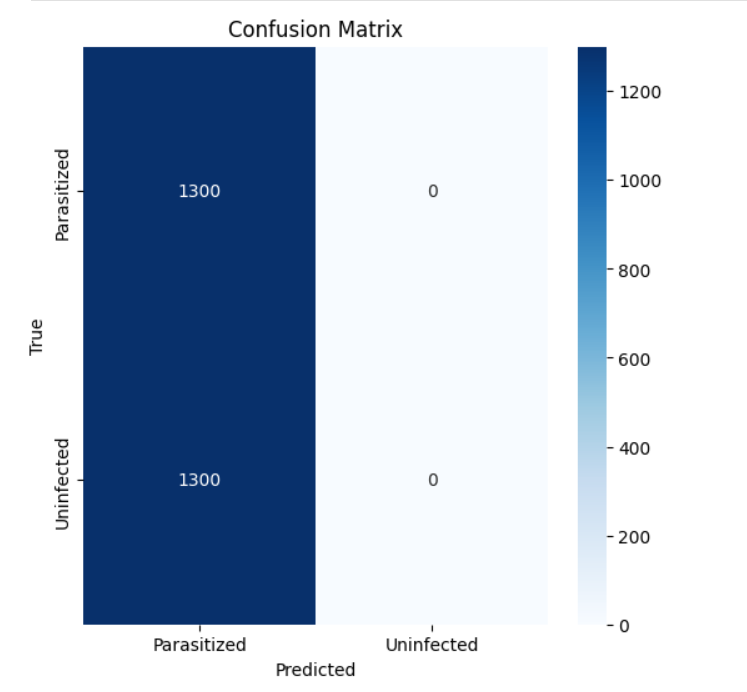 Confusion Matrix
Parasitized
1300
0
True
Uninfected
1300
0
Parasitized
Uninfected
Predicted
1200
1000
800
600
400
200
0